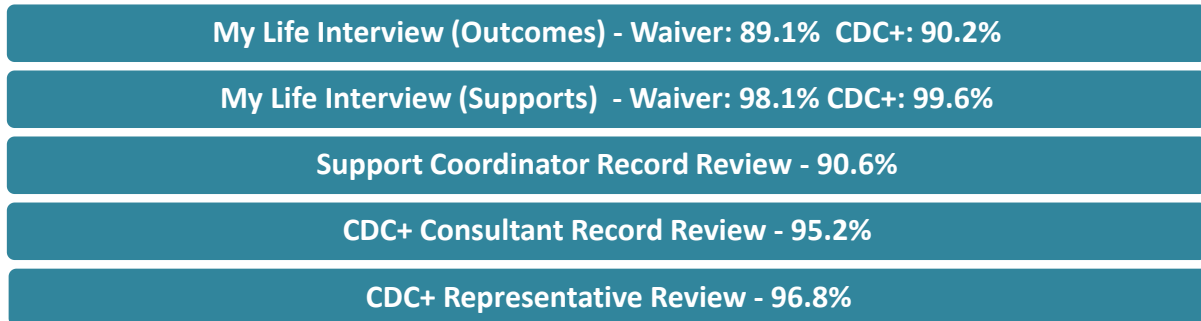 My Life Interview (Outcomes) - Waiver: 89.1%  CDC+: 90.2%
My Life Interview (Supports)  - Waiver: 98.1% CDC+: 99.6%
Support Coordinator Record Review - 90.6%
CDC+ Consultant Record Review - 95.2%
CDC+ Representative Review - 96.8%